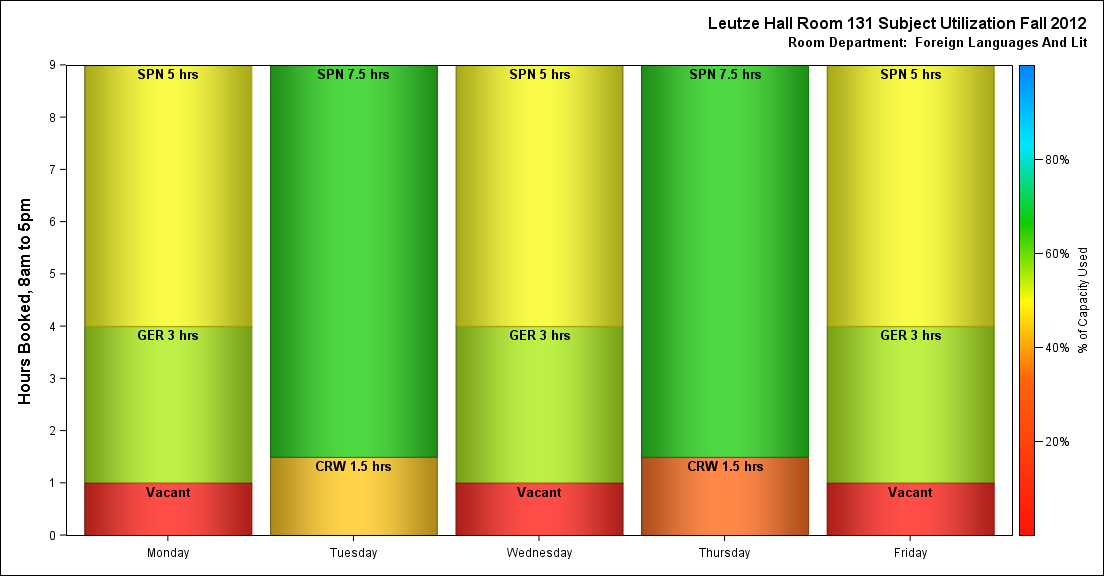 Leutze Hall Room 131 Subject Utilization Fall 2012
Room Department:  Foreign Languages And Lit
Hours Booked, 8am to 5pm
9
8
7
6
5
4
3
2
1
0
SPN 5 hrs
GER 3 hrs
Vacant
Monday
SPN 7.5 hrs
CRW 1.5 hrs
Tuesday
SPN 5 hrs
GER 3 hrs
Vacant
Wednesday
SPN 7.5 hrs
CRW 1.5 hrs
Thursday
SPN 5 hrs
GER 3 hrs
Vacant
Friday
80%
60%
40%
20%
% of Capacity Used